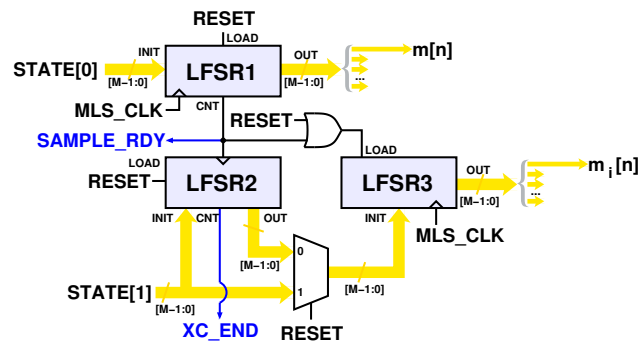 RESET
LOAD
INIT
OUT
STATE[0]
LFSR1
m[n]
...
[M−1:0]
[M−1:0]
MLS_CLK
CNT
RESET
SAMPLE_RDY
LOAD
LOAD
RESET
LFSR2
LFSR3
OUT
m i [n]
...
[M−1:0]
INIT
CNT
OUT
INIT
MLS_CLK
[M−1:0]
0
[M−1:0]
STATE[1]
1
[M−1:0]
RESET
XC_END